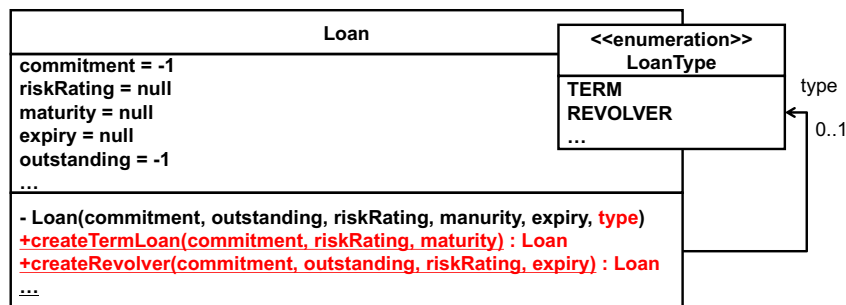 Loan
commitment = -1
riskRating = null
maturity = null
expiry = null
outstanding = -1
...
<<enumeration>>
LoanType
TERM
REVOLVER
...
type
0..1
- Loan(commitment, outstanding, riskRating, manurity, expiry, type)
+createTermLoan(commitment, riskRating, maturity) : Loan
+createRevolver(commitment, outstanding, riskRating, expiry) : Loan
...